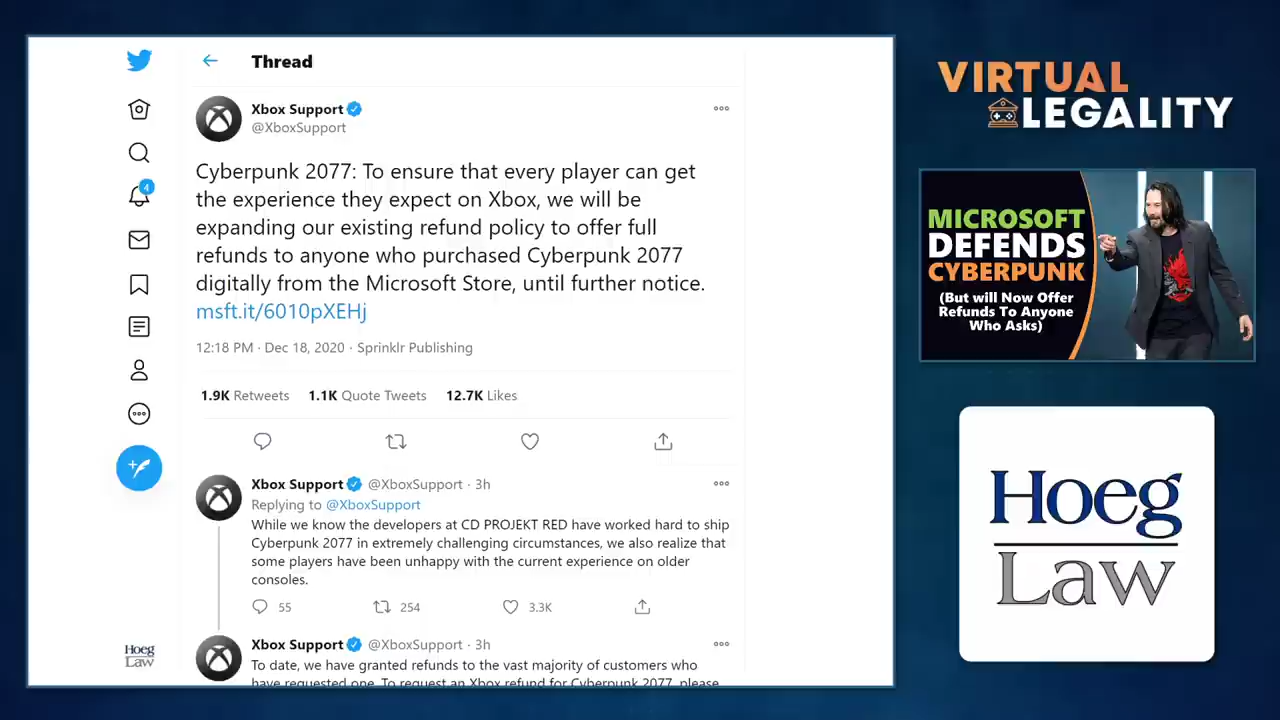 Thread
Xbox Support
@XboxSupport
Cyberpunk 2077: To ensure that every player can get
the experience they expect on Xbox, we will be
expanding our existing refund policy to offer full
refunds to anyone who purchased Cyberpunk 2077
digitally from the Microsoft Store, until further notice.
msft.it/6010pXEHj
12:18 PM · Dec 18, 2020 · Sprinklr Publishing
1.9K Retweets 1.1K Quote Tweets 12.7K Likes
Xbox Support @XboxSupport · 3h
Replying to @XboxSupport
While we know the developers at CD PROJEKT RED have worked hard to ship
Cyberpunk 2077 in extremely challenging circumstances, we also realize that
some players have been unhappy with the current experience on older
consoles.
55 254 3.3K
Xbox Support @XboxSupport · 3h
To date, we have granted refunds to the vast majority of customers who
have requested one. To request an Xbox refund for Cyberpunk 2077, please
4
Hoeg
Law
VIRTUAL
LEGALITY
MICROSOFT
DEFENDS
CYBERPUNK
(But will Now Offer
Refunds To Anyone
Who Asks)
Hoeg
Law